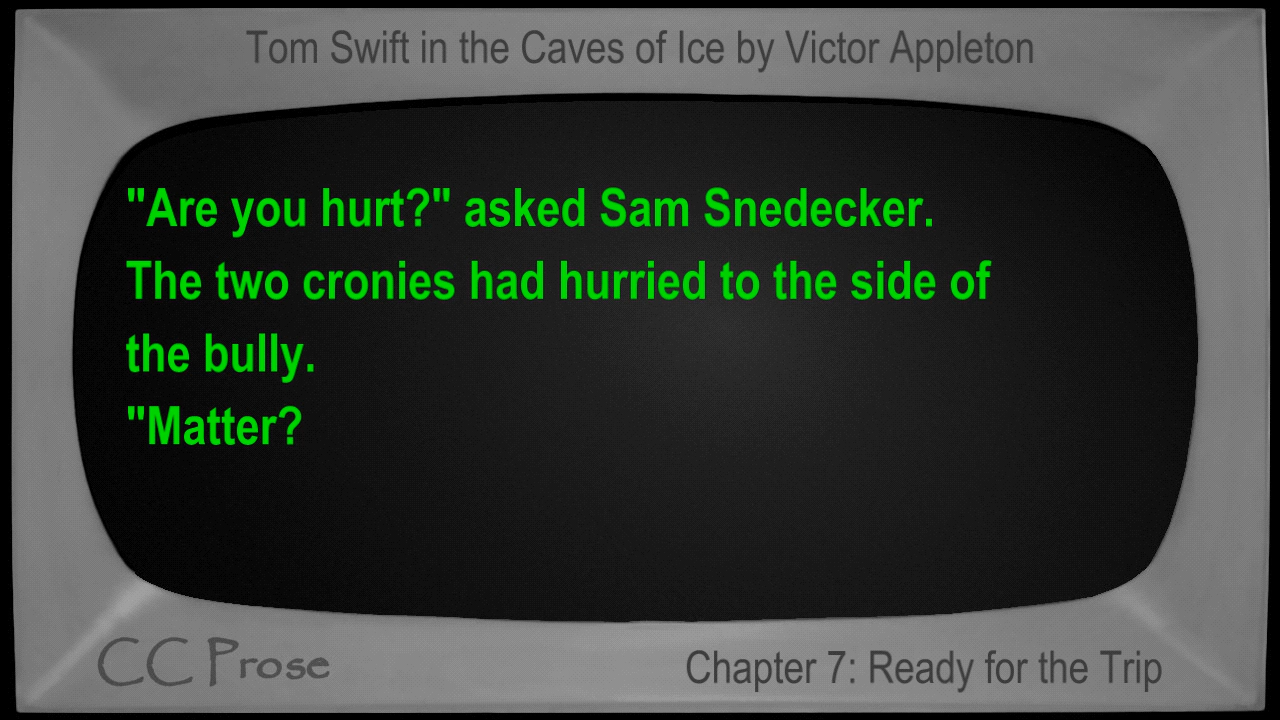 Tom Swift in the Caves of Ice by Victor Appleton
"Are you hurt?" asked Sam Snedecker.
The two cronies had hurried to the side of
the bully.
"Matter?
CC Prose
Chapter 7: Ready for the Trip